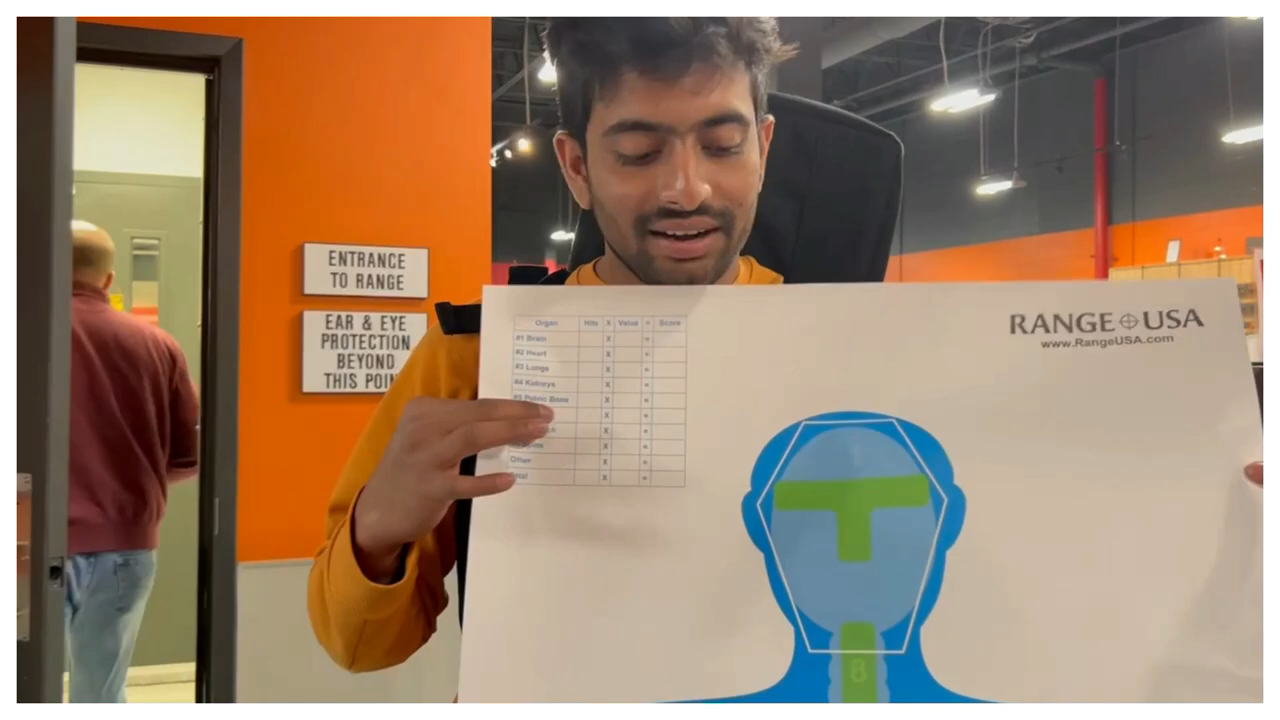 ENTRANCE
TO RANGE
EAR & EYE
PROTECTION
BEYOND
THIS POIN
Organ Hits X Value = Score
#1 Brain X =
#2 Heart X =
#3 Lungs X =
#4 Kidneys X =
#5 Pelvic Bone X =
X =
X =
X =
Other X =
X =
RANGE USA
www.RangeUSA.com
8